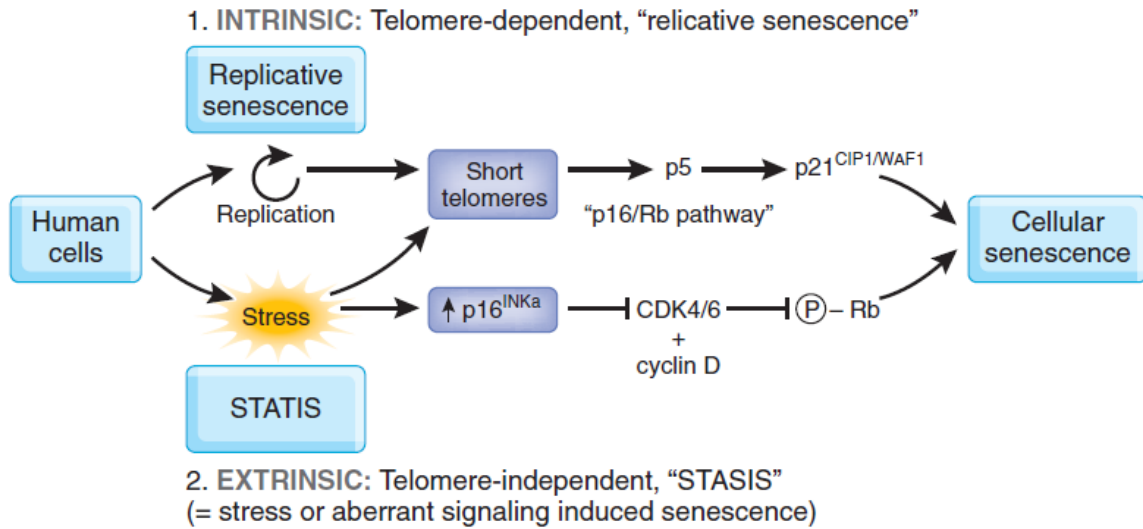 1. INTRINSIC: Telomere-dependent, “relicative senescence”
Replicative
senescence
Replication
Short
telomeres
p5
p21CIP1/WAF1
“p16/Rb pathway”
Human
cells
Cellular
senescence
Stress
↑ p16INKa
CDK4/6
+
cyclin D
P – Rb
STATIS
2. EXTRINSIC: Telomere-independent, “STASIS”
(= stress or aberrant signaling induced senescence)